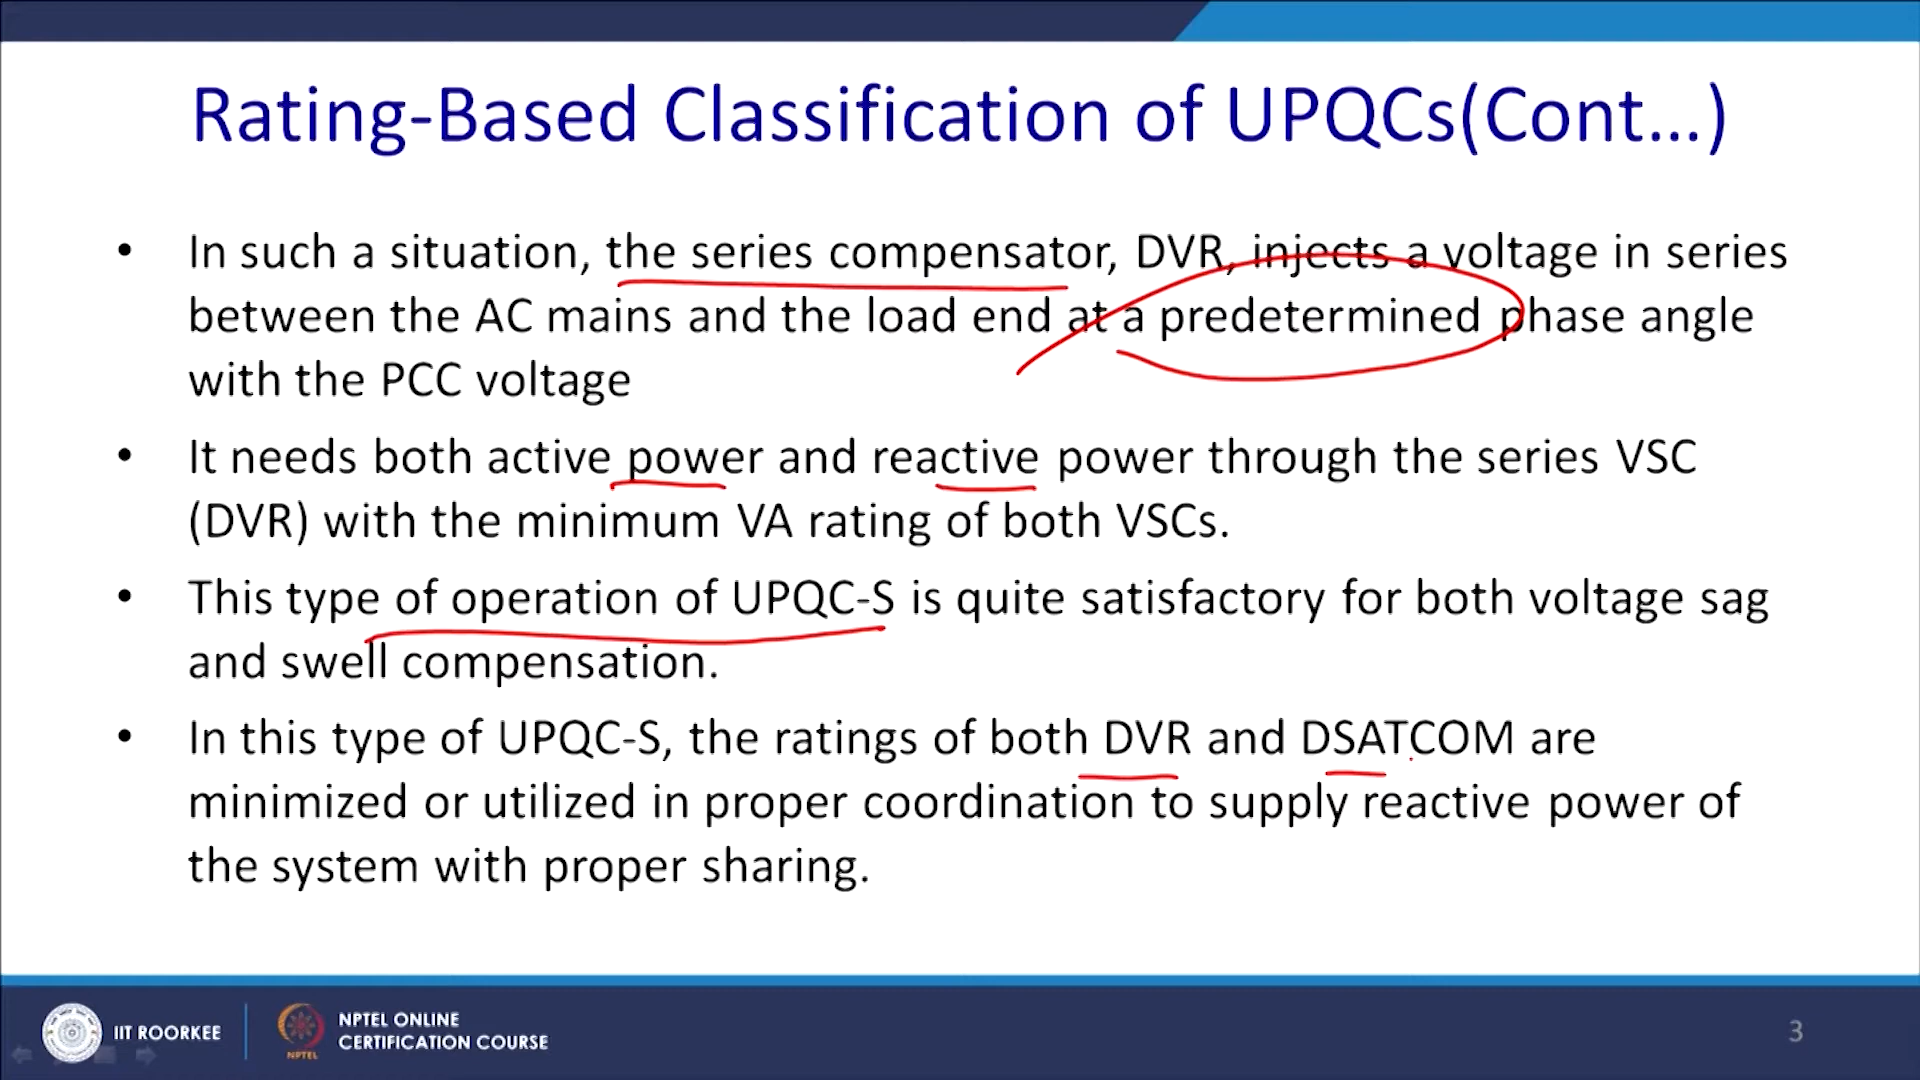 Rating-Based Classification of UPQCs(Cont...)
• In such a situation, the series compensator, DVR, injects a voltage in series
between the AC mains and the load end at a predetermined phase angle
with the PCC voltage
• It needs both active power and reactive power through the series VSC
(DVR) with the minimum VA rating of both VSCs.
• This type of operation of UPQC-S is quite satisfactory for both voltage sag
and swell compensation.
• In this type of UPQC-S, the ratings of both DVR and DSATCOM are
minimized or utilized in proper coordination to supply reactive power of
the system with proper sharing.
IIT ROORKEE
NPTEL
NPTEL ONLINE
CERTIFICATION COURSE
3